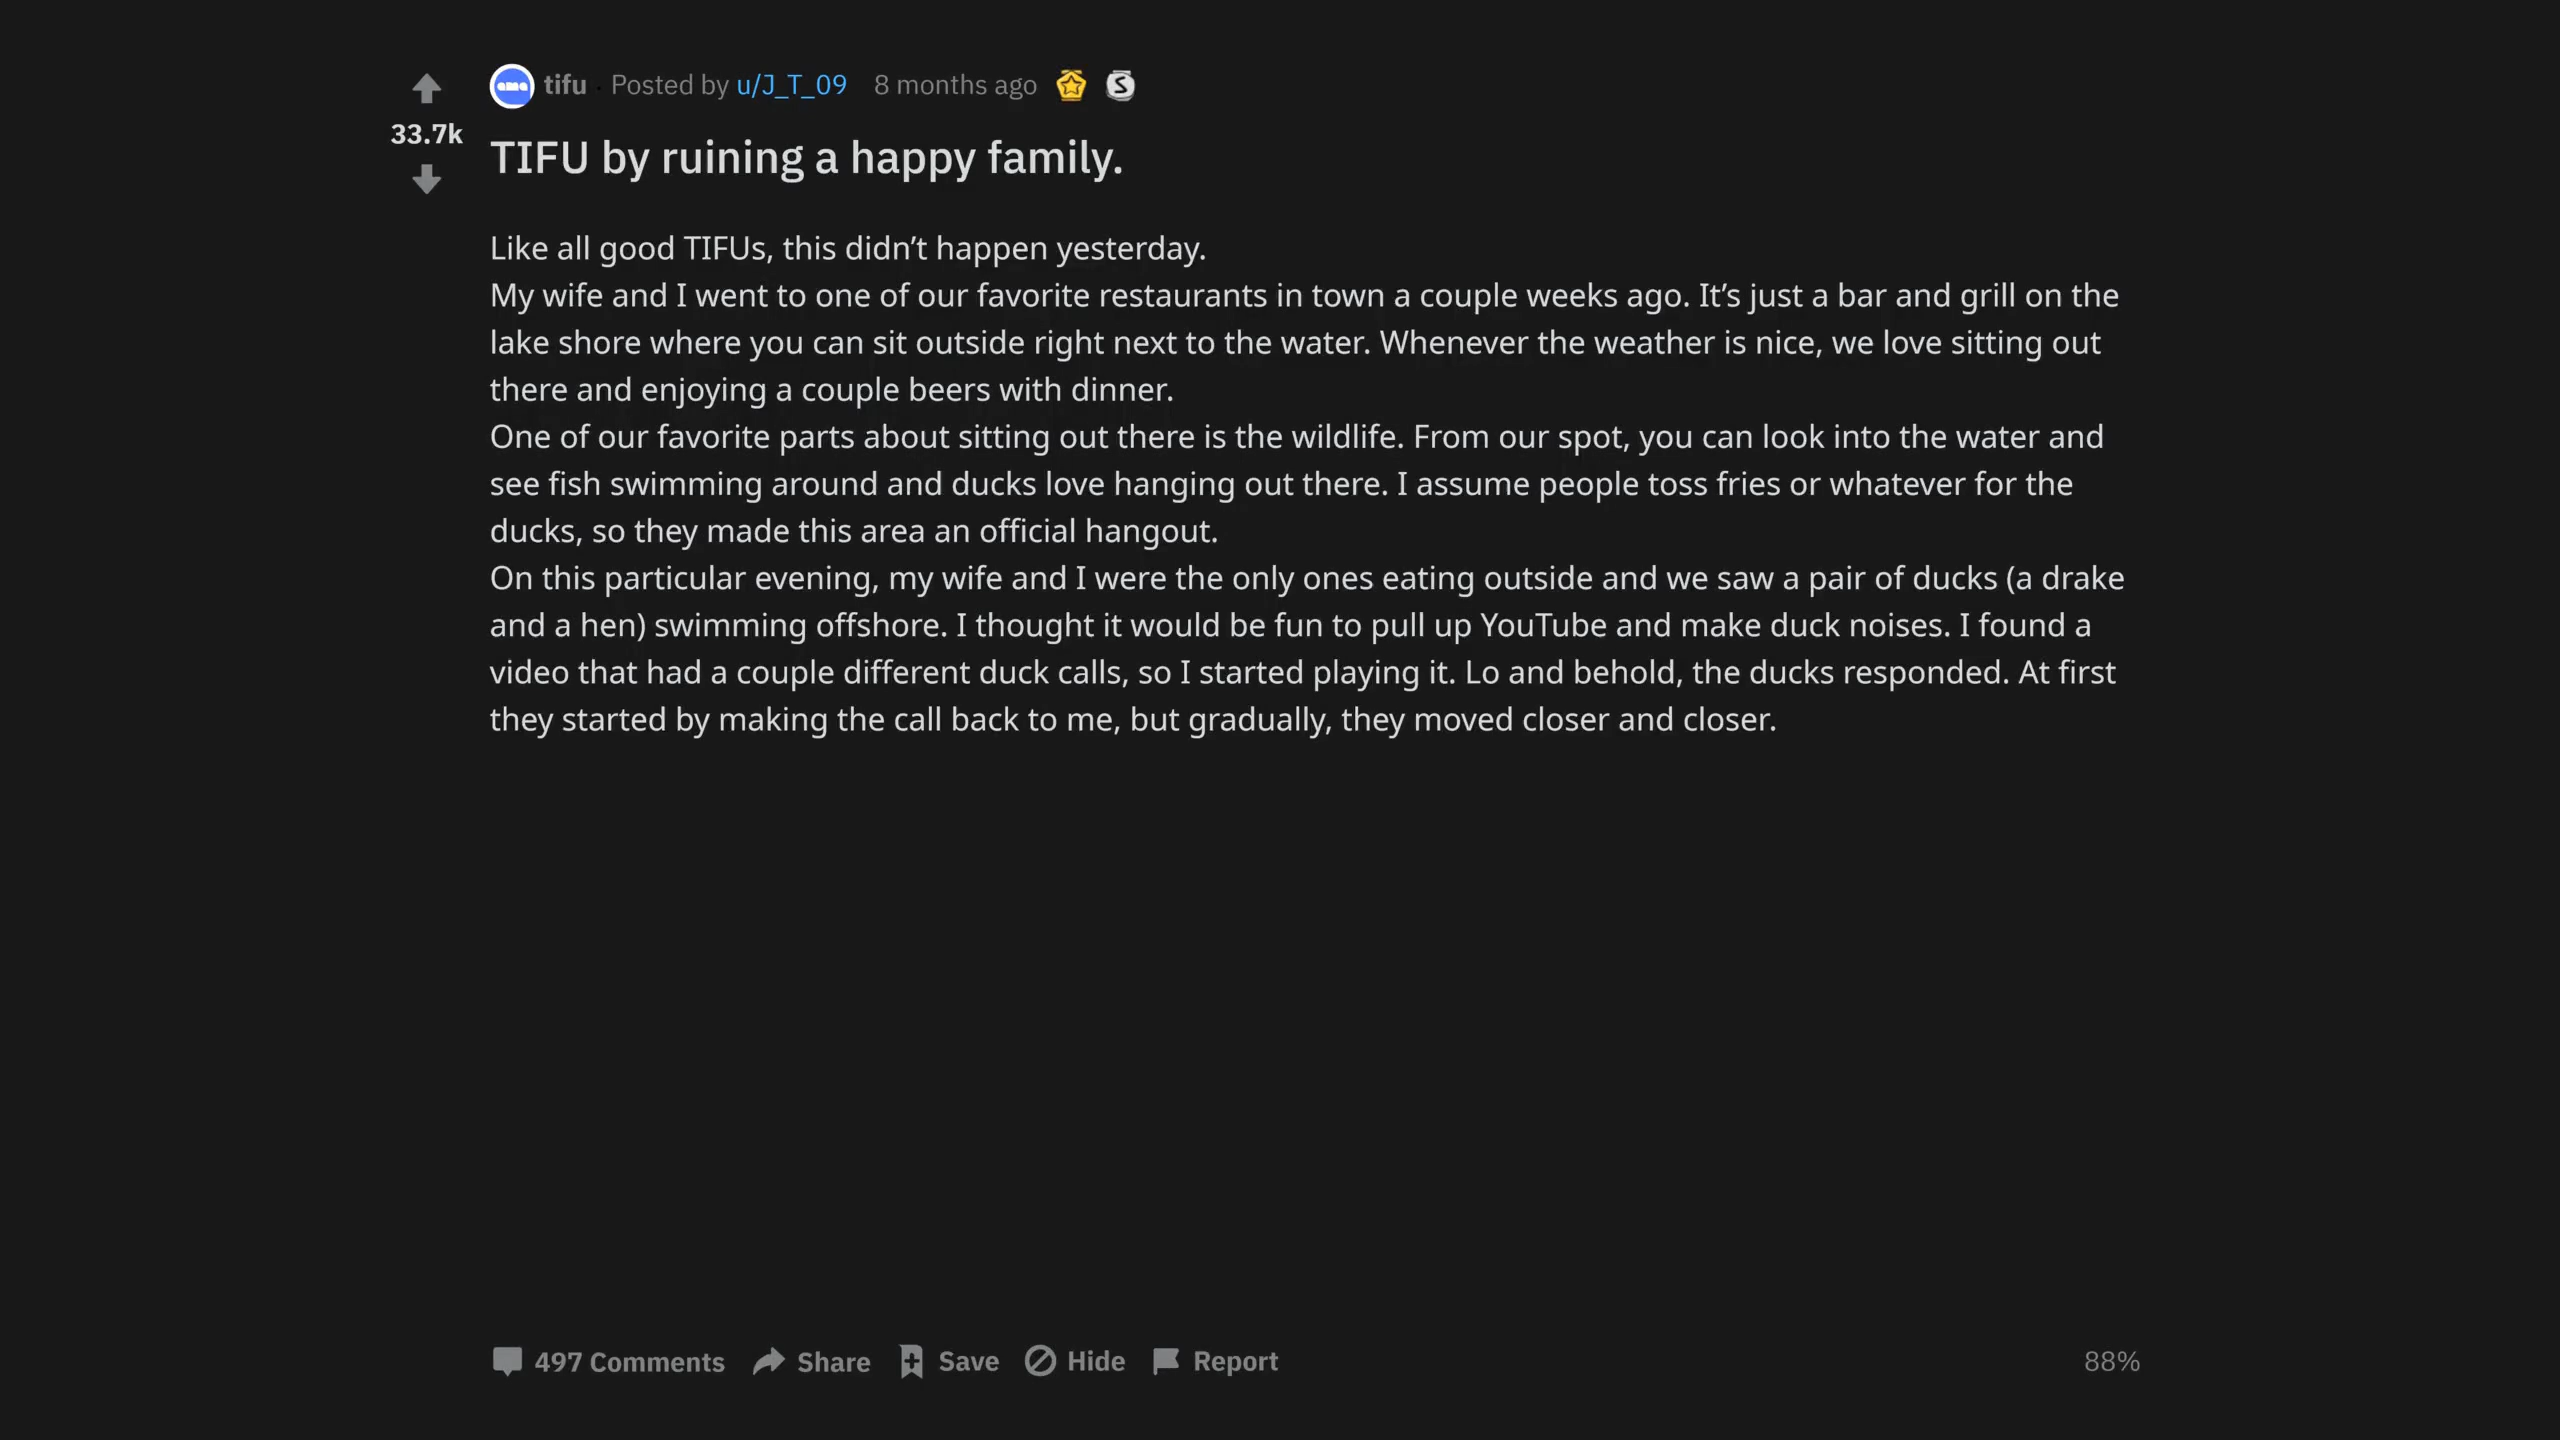 tifu · Posted by u/J_T_09 8 months ago
33.7k
TIFU by ruining a happy family.
Like all good TIFUs, this didn’t happen yesterday.
My wife and I went to one of our favorite restaurants in town a couple weeks ago. It’s just a bar and grill on the
lake shore where you can sit outside right next to the water. Whenever the weather is nice, we love sitting out
there and enjoying a couple beers with dinner.
One of our favorite parts about sitting out there is the wildlife. From our spot, you can look into the water and
see fish swimming around and ducks love hanging out there. I assume people toss fries or whatever for the
ducks, so they made this area an official hangout.
On this particular evening, my wife and I were the only ones eating outside and we saw a pair of ducks (a drake
and a hen) swimming offshore. I thought it would be fun to pull up YouTube and make duck noises. I found a
video that had a couple different duck calls, so I started playing it. Lo and behold, the ducks responded. At first
they started by making the call back to me, but gradually, they moved closer and closer.
497 Comments Share Save Hide Report 88%